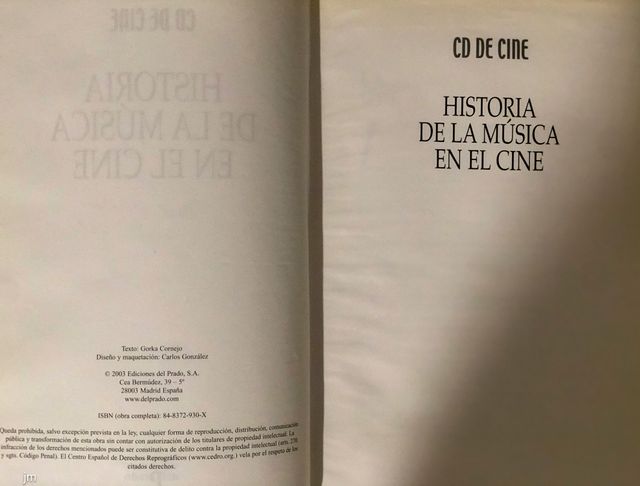 Texto: Gorka Cornejo
Diseño y maquetación: Carlos González
© 2003 Ediciones del Prado, S.A.
Cea Bermúdez, 39 – 5º
28003 Madrid España
www.delprado.com
ISBN (obra completa): 84-8372-930-X
Queda prohibida, salvo excepción prevista en la ley, cualquier forma de reproducción, distribución, comunicación
pública y transformación de esta obra sin contar con autorización de los titulares de propiedad intelectual. La
infracción de los derechos mencionados puede ser constitutiva de delito contra la propiedad intelectual (arts. 270
y sgts. Código Penal). El Centro Español de Derechos Reprográficos (www.cedro.org.) vela por el respeto de los
citados derechos.
jm
CD DE CINE
HISTORIA
DE LA MÚSICA
EN EL CINE